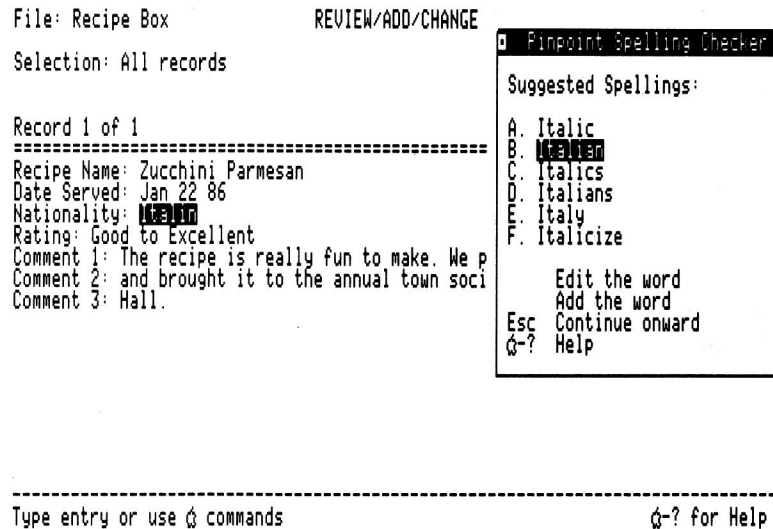 File: Recipe Box
REVIEW/ADD/CHANGE
Selection: All records
Record 1 of 1
Recipe Name: Zucchini Parmesan
Date Served: Jan 22 86
Nationality: Italin
Rating: Good to Excellent
Comment 1: The recipe is really fun to make. We p
Comment 2: and brought it to the annual town soci
Comment 3: Hall.
Pinpoint Spelling Checker
Suggested Spellings:
A. Italic
B. Italian
C. Italics
D. Italians
E. Italy
F. Italicize
Edit the word
Add the word
Esc Continue onward
-? Help
Type entry or use commands
-? for Help